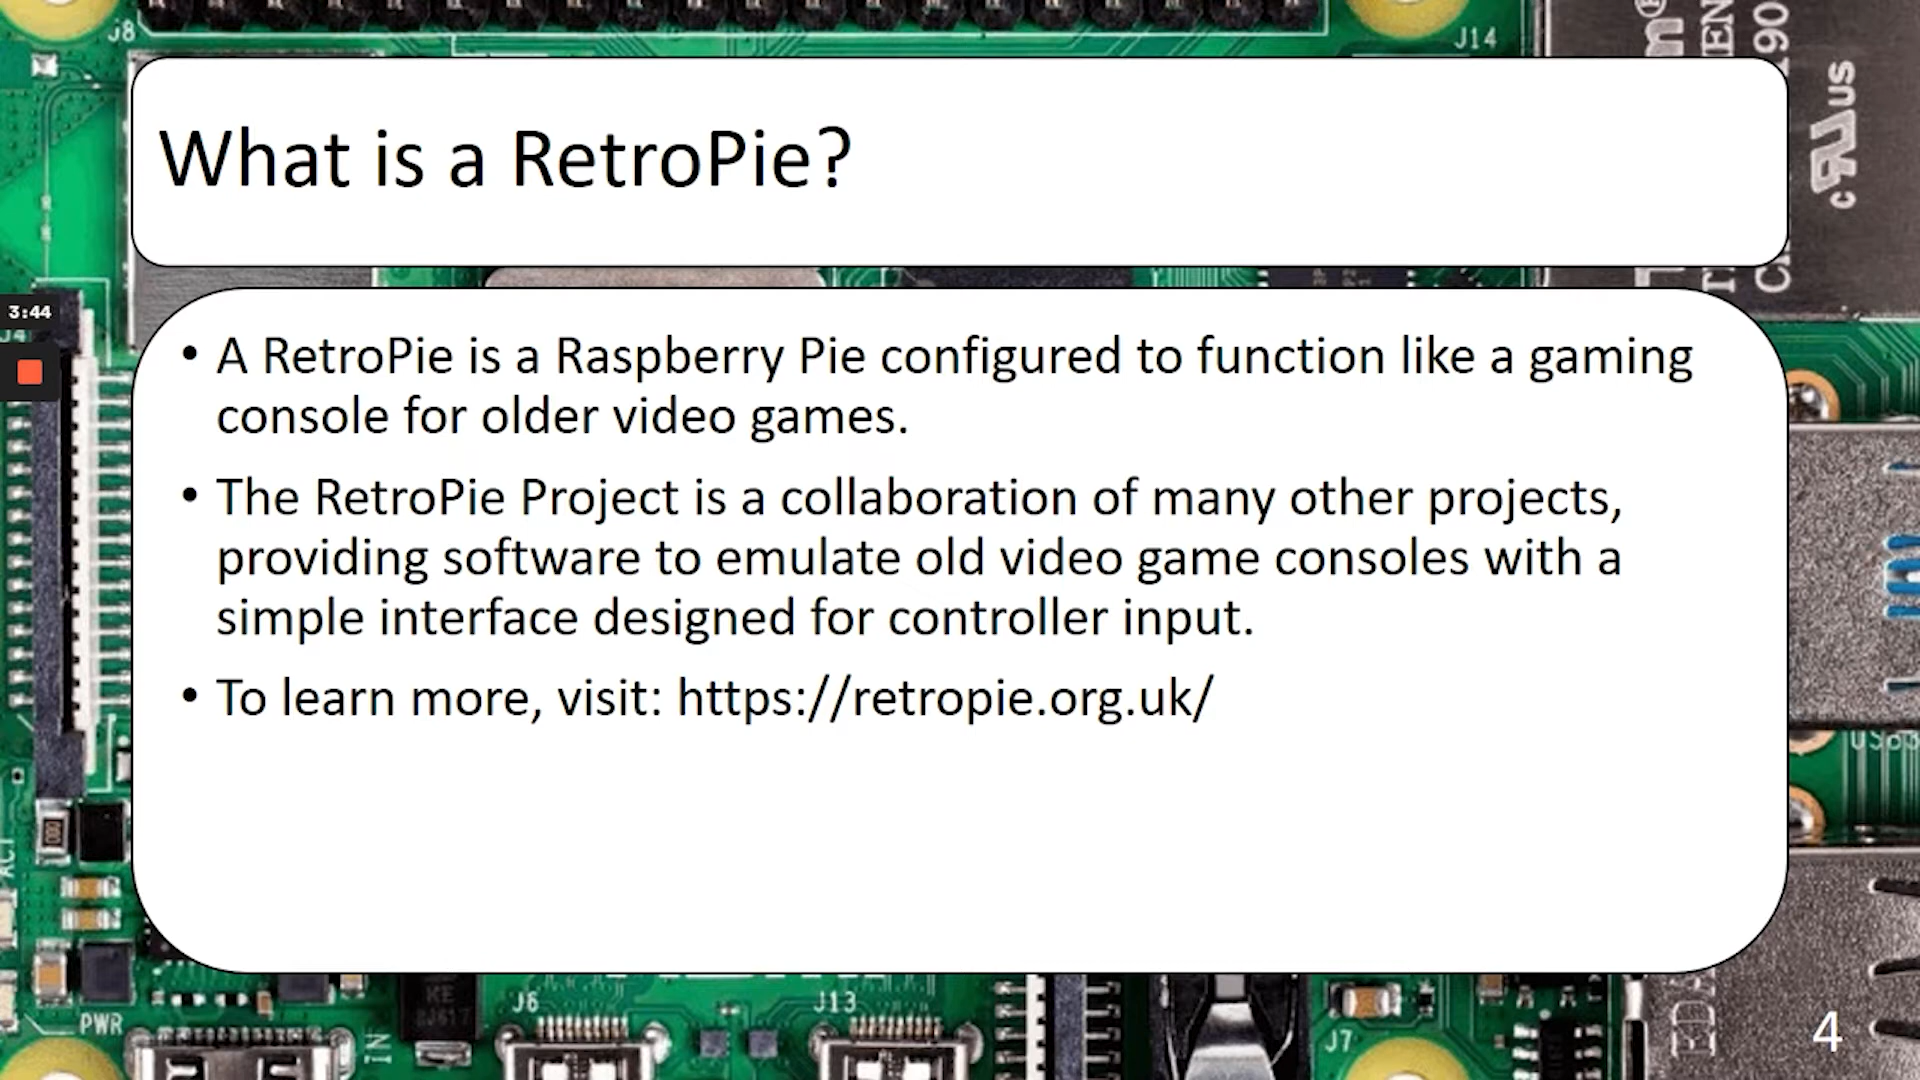 J8
J14
What is a RetroPie?
c us
3:44
• A RetroPie is a Raspberry Pie configured to function like a gaming
console for older video games.
• The RetroPie Project is a collaboration of many other projects,
providing software to emulate old video game consoles with a
simple interface designed for controller input.
• To learn more, visit: https://retropie.org.uk/
PWR
IN
J6
J13
J7
4